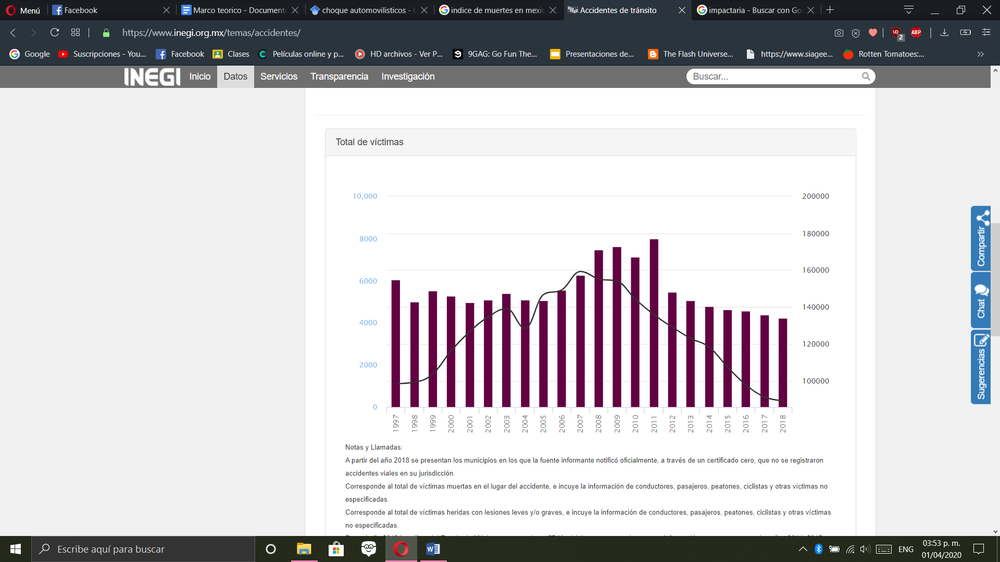 Menú
Facebook
Marco teorico - Document
choque automovilisticos -
indice de muertes en mexic
Accidentes de tránsito
impactaria - Buscar con Go
https://www.inegi.org.mx/temas/accidentes/
2
ABP
Google
Suscripciones - You...
Facebook
Clases
Películas online y p...
HD archivos - Ver P...
9GAG: Go Fun The...
Presentaciones de...
The Flash Universe...
https://www.siagee...
Rotten Tomatoes:...
INEGI
Inicio
Datos
Servicios
Transparencia
Investigación
Buscar...
Total de víctimas
10,000
8000
6000
4000
2000
0
200000
180000
160000
140000
120000
100000
1997
1998
1999
2000
2001
2002
2003
2004
2005
2006
2007
2008
2009
2010
2011
2012
2013
2014
2015
2016
2017
2018
Notas y Llamadas:
A partir del año 2018 se presentan los municipios en los que la fuente informante notificó oficialmente, a través de un certificado cero, que no se registraron
accidentes viales en su jurisdicción.
Corresponde al total de víctimas muertas en el lugar del accidente, e incuye la información de conductores, pasajeros, peatones, ciclistas y otras víctimas no
especificadas.
Corresponde al total de víctimas heridas con lesiones leves y/o graves, e incuye la información de conductores, pasajeros, peatones, ciclistas y otras víctimas
no especificadas.
Compartir
Chat
Sugerencias
Escribe aquí para buscar
ENG
03:53 p. m.
01/04/2020